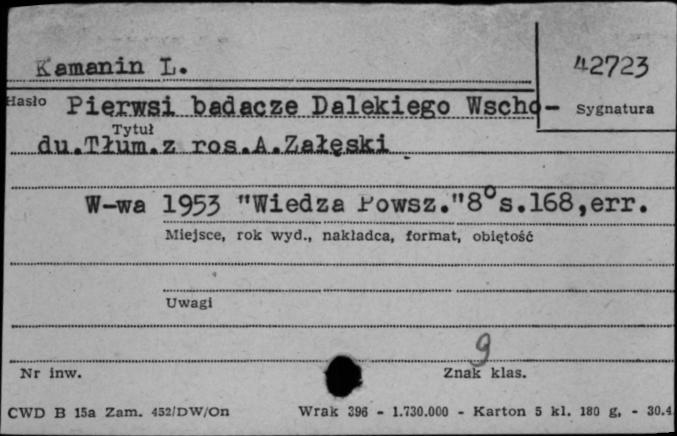 Kamanin L.
42723
Hasło Pierwsi badacze Dalekiego Wscho-
Sygnatura
Tytuł
du.Tłum.z ros.A.Załęski
W-wa 1953 "Wiedza Powsz."8°s.168,err.
Miejsce, rok wyd., nakładca, format, objętość
Uwagi
9
Nr inw.
Znak klas.
CWD B 15a Zam. 452/DW/On Wrak 396 - 1.730.000 - Karton 5 kl. 180 g, - 30.4